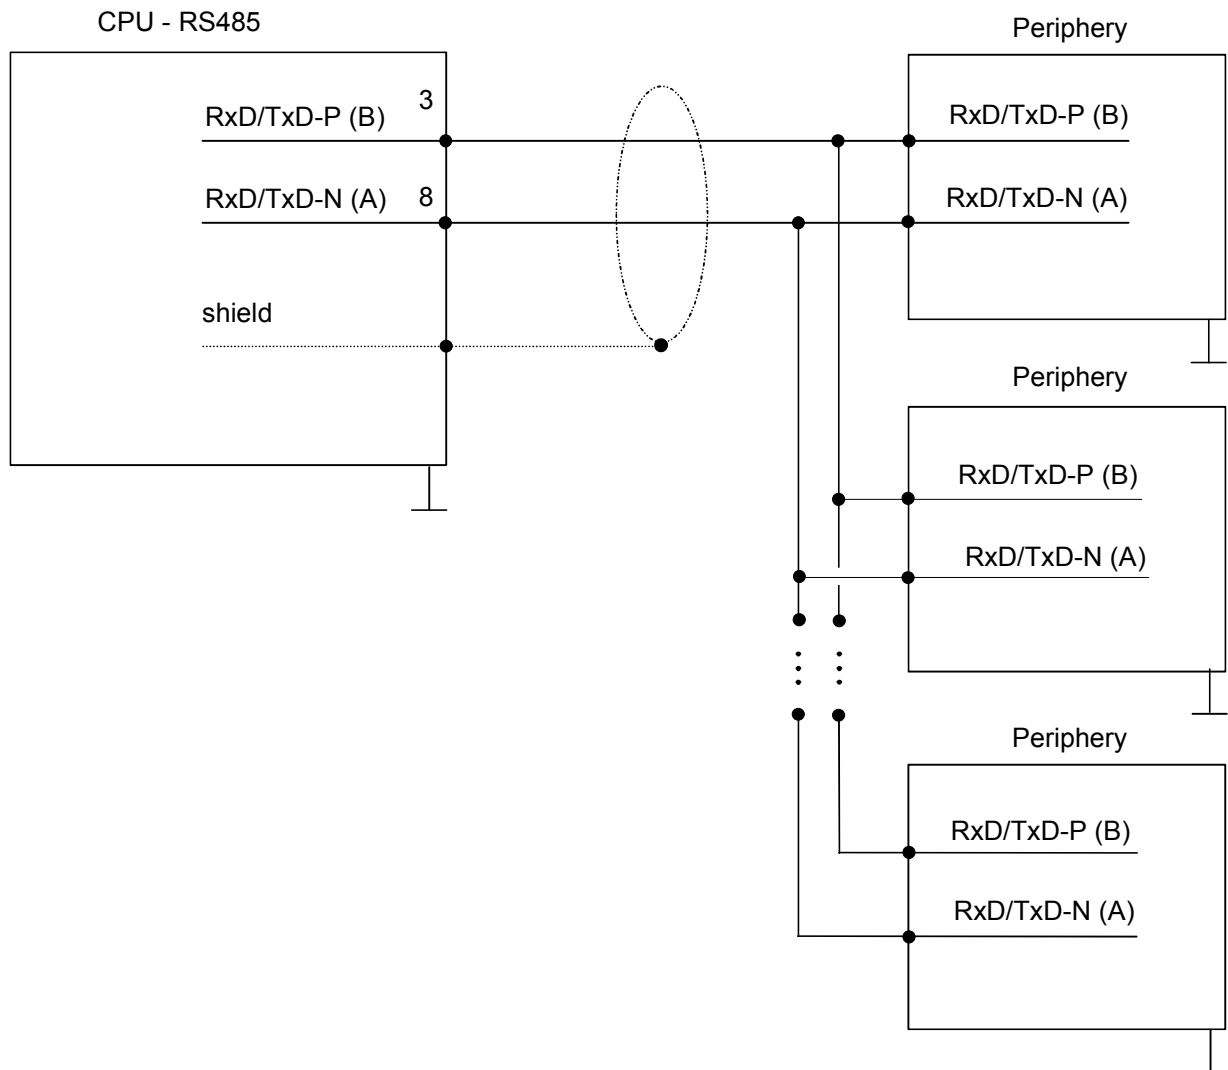 CPU - RS485
RxD/TxD-P (B)
3
RxD/TxD-N (A)
8
shield
Periphery
RxD/TxD-P (B)
RxD/TxD-N (A)
Periphery
RxD/TxD-P (B)
RxD/TxD-N (A)
Periphery
RxD/TxD-P (B)
RxD/TxD-N (A)